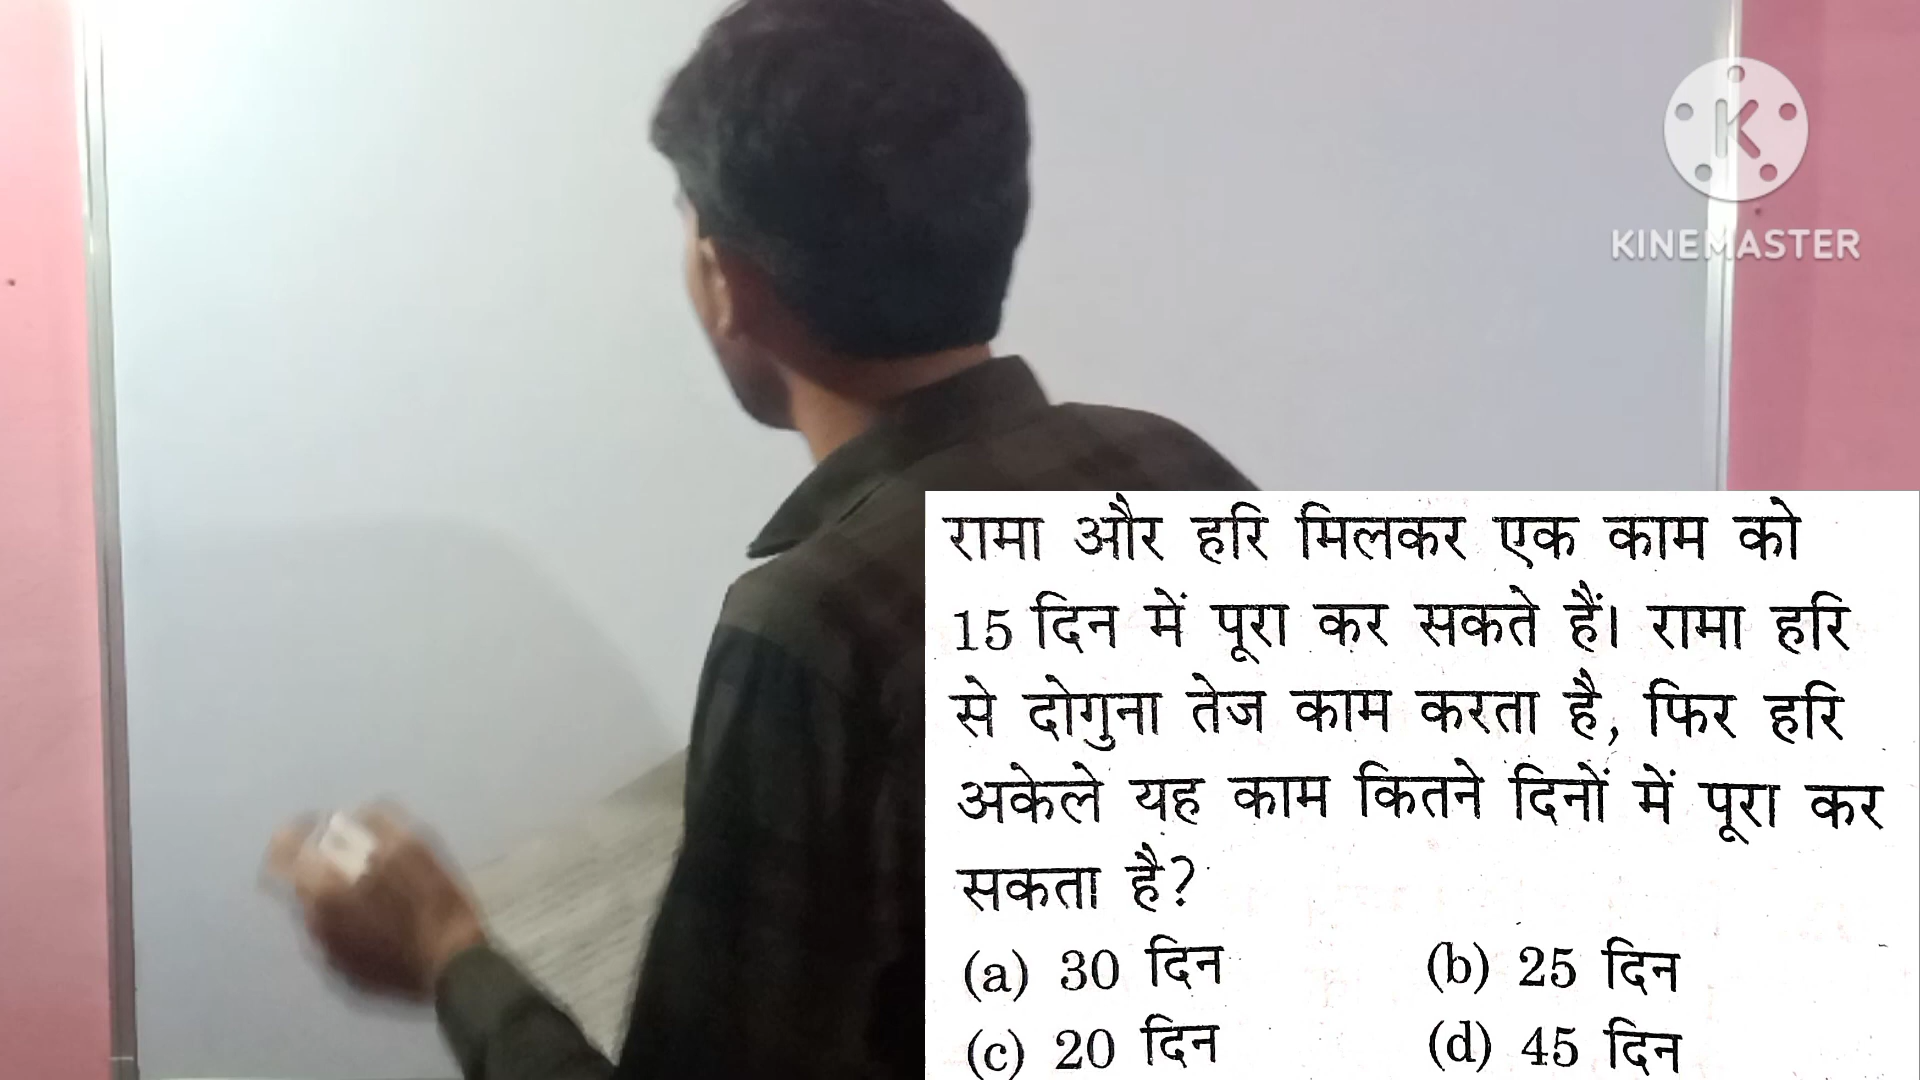 KINEMASTER
रामा और हरि मिलकर एक काम को
15 दिन में पूरा कर सकते हैं। रामा हरि
से दोगुना तेज काम करता है, फिर हरि
अकेले यह काम कितने दिनों में पूरा कर
सकता है?
(a) 30 दिन (b) 25 दिन
(c) 20 दिन (d) 45 दिन